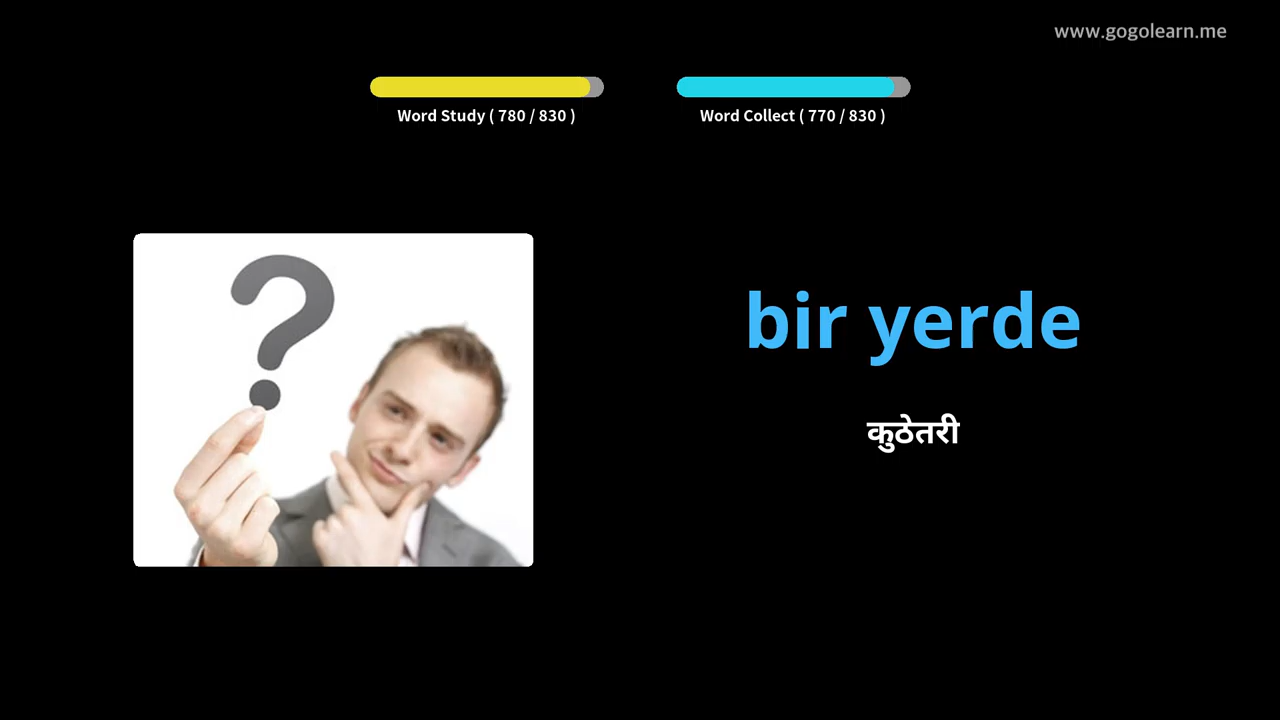 www.gogolearn.me
Word Study ( 780 / 830 )
Word Collect ( 770 / 830 )
bir yerde
कुठेतरी